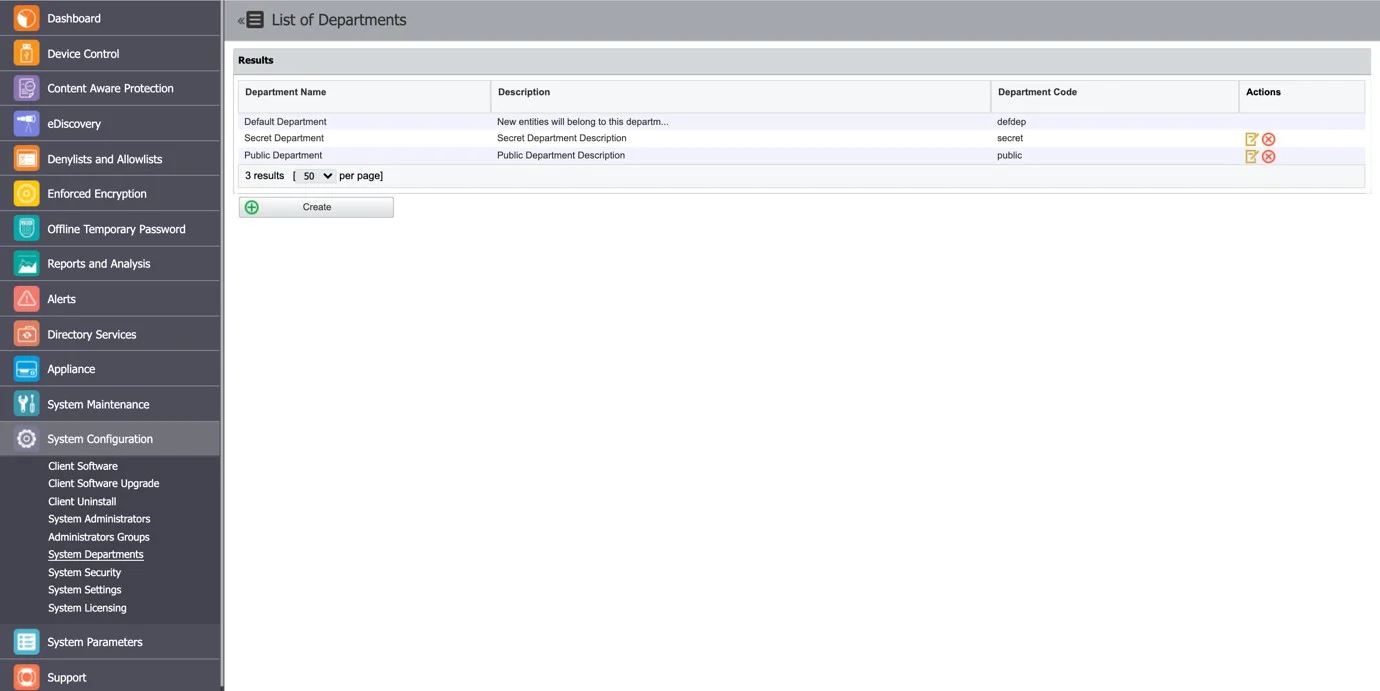 Dashboard
Device Control
Content Aware Protection
eDiscovery
Denylists and Allowlists
Enforced Encryption
Offline Temporary Password
Reports and Analysis
Alerts
Directory Services
Appliance
System Maintenance
System Configuration
Client Software
Client Software Upgrade
Client Uninstall
System Administrators
Administrators Groups
System Departments
System Security
System Settings
System Licensing
System Parameters
Support
« List of Departments
Results
Department Name Description Department Code Actions
Default Department New entities will belong to this departm... defdep
Secret Department Secret Department Description secret
Public Department Public Department Description public
3 results [ 50 per page]
Create